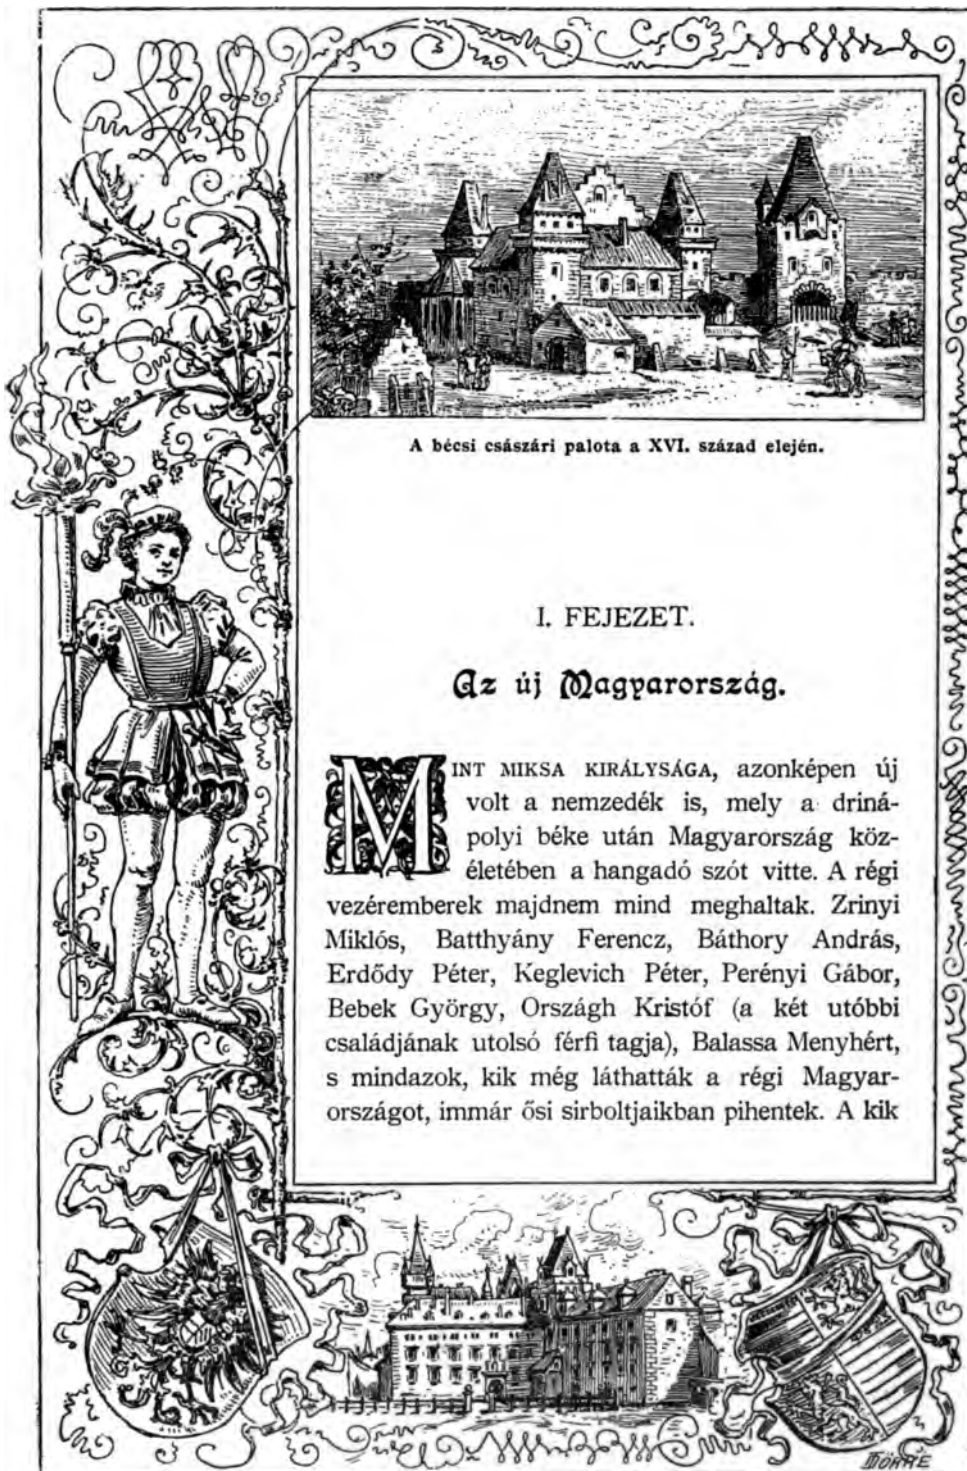 A bécsi császári palota a XVI. század elején.
I. FEJEZET.
Az új Magyarország.
MINT MIKSA KIRÁLYSÁGA, azonképen új
volt a nemzedék is, mely a driná-
polyi béke után Magyarország köz-
életében a hangadó szót vitte. A régi
vezéremberek majdnem mind meghaltak. Zrinyi
Miklós, Batthyány Ferencz, Báthory András,
Erdődy Péter, Keglevich Péter, Perényi Gábor,
Bebek György, Országh Kristóf (a két utóbbi
családjának utolsó férfi tagja), Balassa Menyhért,
s mindazok, kik még láthatták a régi Magyar-
országot, immár ősi sirboltjaikban pihentek. A kik
DÖRRÉ